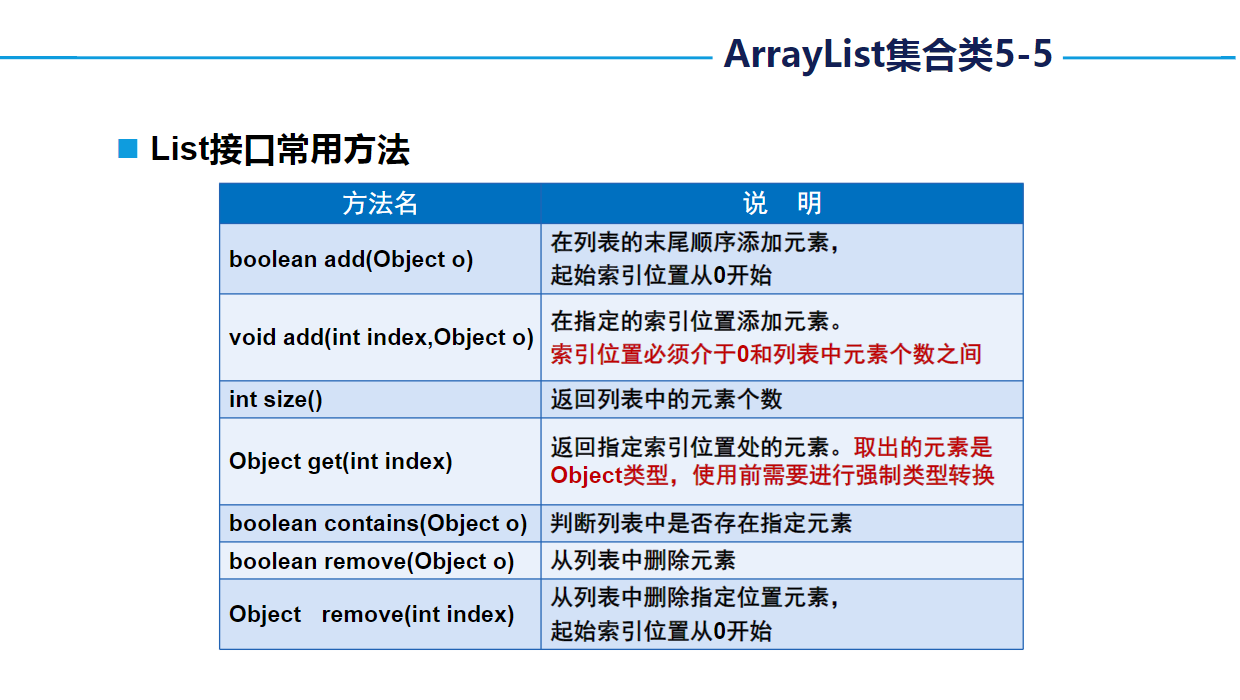 ArrayList集合类5-5
List接口常用方法
方法名
说 明
boolean add(Object o)
在列表的末尾顺序添加元素，
起始索引位置从0开始
void add(int index,Object o)
在指定的索引位置添加元素。
索引位置必须介于0和列表中元素个数之间
int size()
返回列表中的元素个数
Object get(int index)
返回指定索引位置处的元素。取出的元素是
Object类型，使用前需要进行强制类型转换
boolean contains(Object o)
判断列表中是否存在指定元素
boolean remove(Object o)
从列表中删除元素
Object remove(int index)
从列表中删除指定位置元素，
起始索引位置从0开始